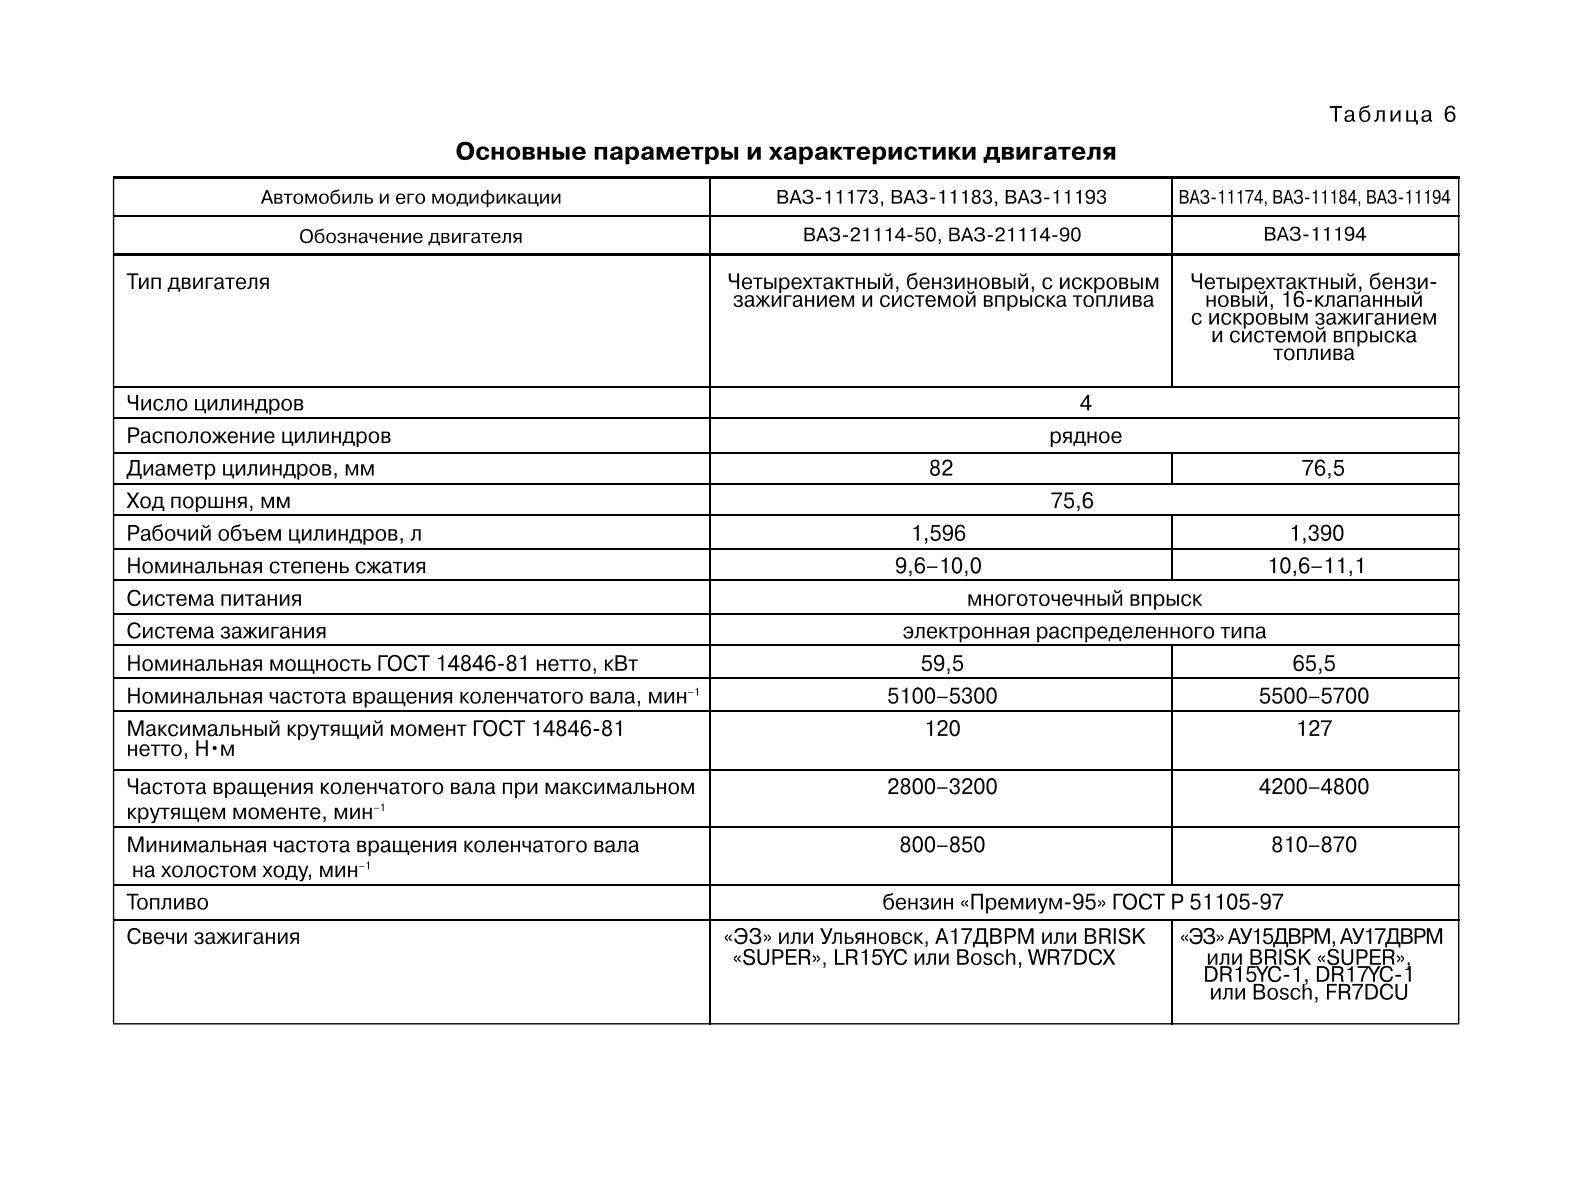 Таблица 6
Основные параметры и характеристики двигателя
Автомобиль и его модификации ВАЗ-11173, ВАЗ-11183, ВАЗ-11193 ВАЗ-11174, ВАЗ-11184, ВАЗ-11194
Обозначение двигателя ВАЗ-21114-50, ВАЗ-21114-90 ВАЗ-11194
Тип двигателя Четырехтактный, бензиновый, с искровым Четырехтактный, бензи-
зажиганием и системой впрыска топлива новый, 16-клапанный
с искровым зажиганием
и системой впрыска
топлива
Число цилиндров 4
Расположение цилиндров рядное
Диаметр цилиндров, мм 82 76,5
Ход поршня, мм 75,6
Рабочий объем цилиндров, л 1,596 1,390
Номинальная степень сжатия 9,6–10,0 10,6–11,1
Система питания многоточечный впрыск
Система зажигания электронная распределенного типа
Номинальная мощность ГОСТ 14846-81 нетто, кВт 59,5 65,5
Номинальная частота вращения коленчатого вала, мин⁻¹ 5100–5300 5500–5700
Максимальный крутящий момент ГОСТ 14846-81 120 127
нетто, Н•м
Частота вращения коленчатого вала при максимальном 2800–3200 4200–4800
крутящем моменте, мин⁻¹
Минимальная частота вращения коленчатого вала 800–850 810–870
на холостом ходу, мин⁻¹
Топливо бензин «Премиум-95» ГОСТ Р 51105-97
Свечи зажигания «ЭЗ» или Ульяновск, А17ДВРМ или BRISK «ЭЗ» АУ15ДВРМ, АУ17ДВРМ
«SUPER», LR15YC или Bosch, WR7DCX или BRISK «SUPER»,
DR15YC-1, DR17YC-1
или Bosch, FR7DCU